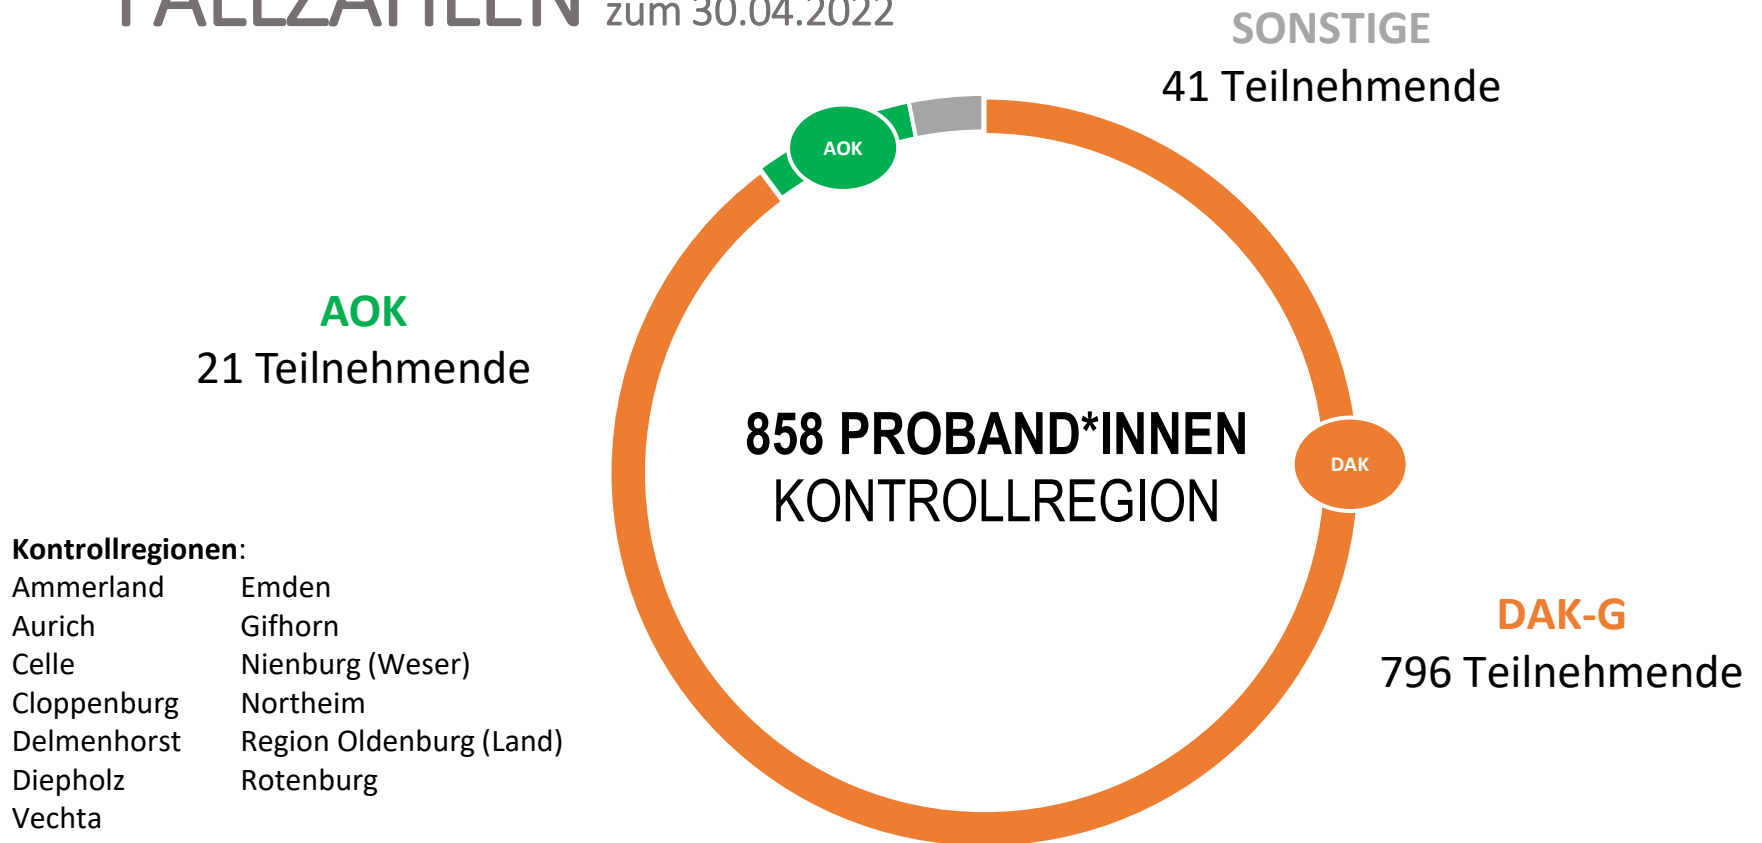 FALLZAHLEN zum 30.04.2022
SONSTIGE
41 Teilnehmende
AOK
AOK
21 Teilnehmende
858 PROBAND*INNEN
KONTROLLREGION
DAK
DAK-G
796 Teilnehmende
Kontrollregionen:
Ammerland Emden
Aurich Gifhorn
Celle Nienburg (Weser)
Cloppenburg Northeim
Delmenhorst Region Oldenburg (Land)
Diepholz Rotenburg
Vechta